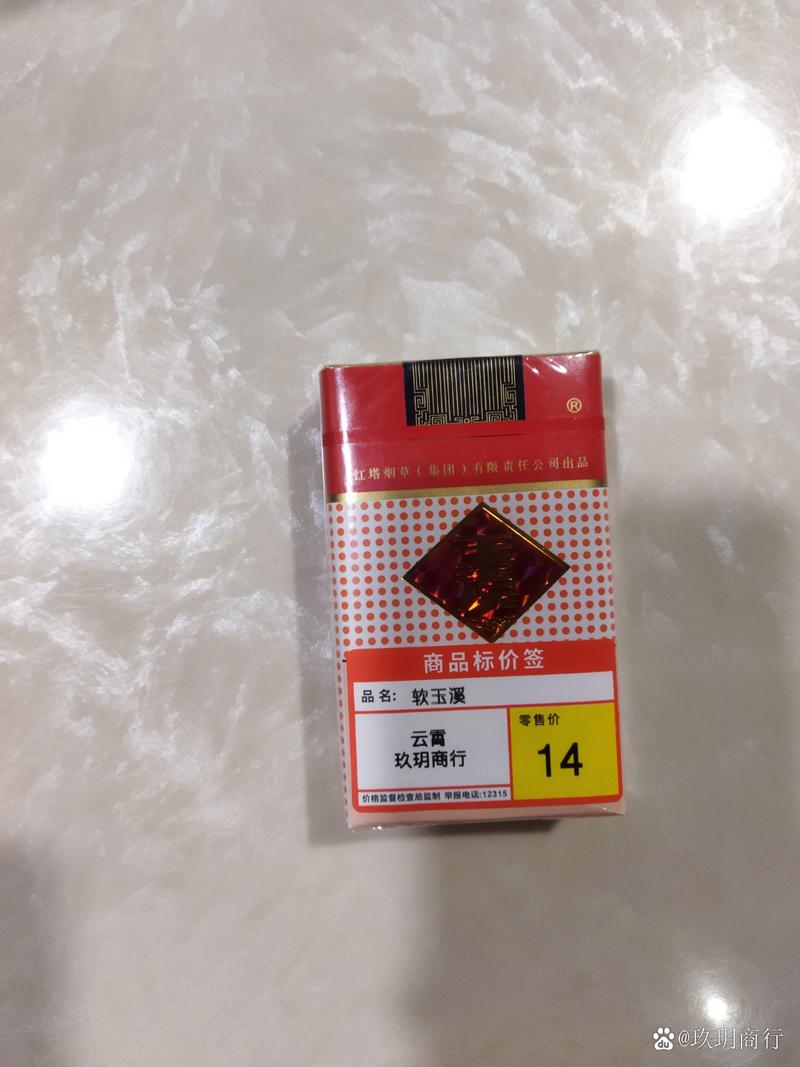 ®
红塔烟草（集团）有限责任公司出品
商品标价签
品名: 软玉溪
云霄
玖玥商行
零售价
14
价格监督检查局监制 举报电话:12315
du @玖玥商行